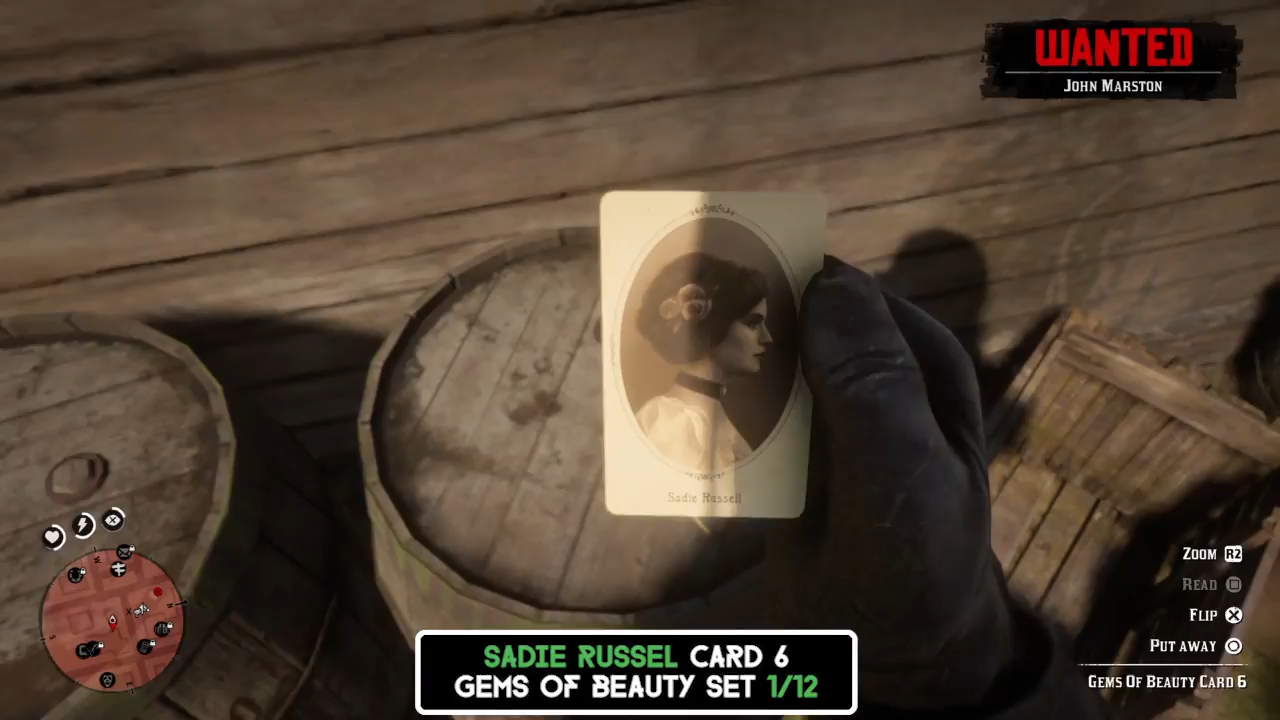 WANTED
JOHN MARSTON
Sadie Russell
ZOOM R2
READ
FLIP
PUT AWAY
GEMS OF BEAUTY CARD 6
SADIE RUSSEL CARD 6
GEMS OF BEAUTY SET 1/12